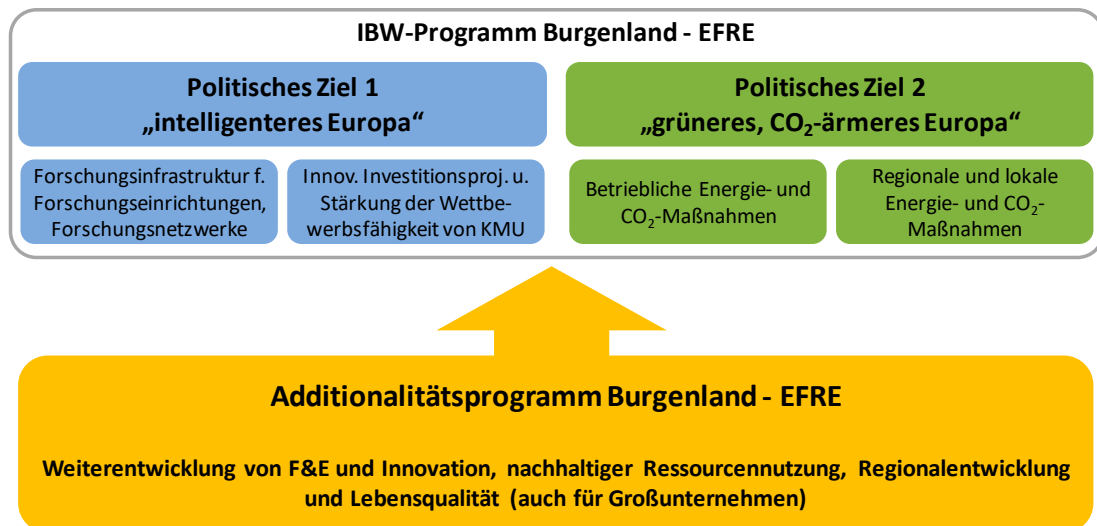 IBW-Programm Burgenland - EFRE
Politisches Ziel 1
„intelligenteres Europa“
Politisches Ziel 2
„grüneres, CO₂-ärmeres Europa“
Forschungsinfrastruktur f.
Forschungseinrichtungen,
Forschungsnetzwerke
Innov. Investitionsproj. u.
Stärkung der Wettbe-
werbsfähigkeit von KMU
Betriebliche Energie- und
CO₂-Maßnahmen
Regionale und lokale
Energie- und CO₂-
Maßnahmen
Additionalitätsprogramm Burgenland - EFRE
Weiterentwicklung von F&E und Innovation, nachhaltiger Ressourcennutzung, Regionalentwicklung
und Lebensqualität (auch für Großunternehmen)